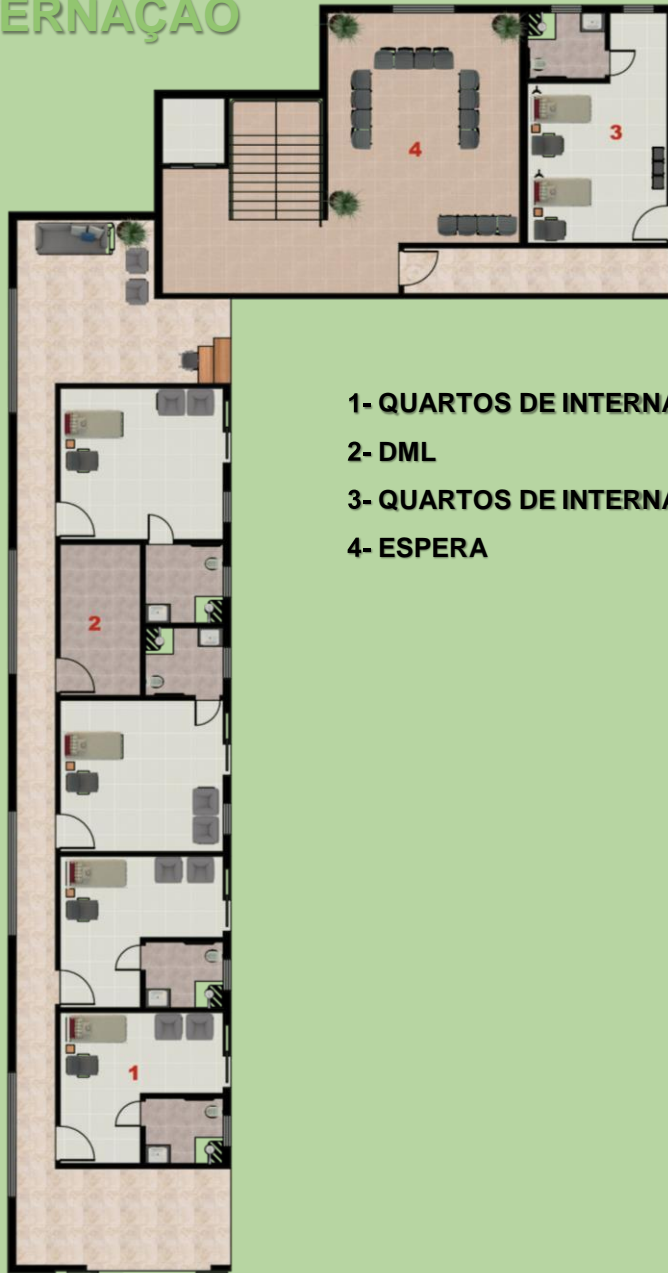 ERNAÇÃO
4
3
1- QUARTOS DE INTERNA
2- DML
3- QUARTOS DE INTERNA
4- ESPERA
2
1